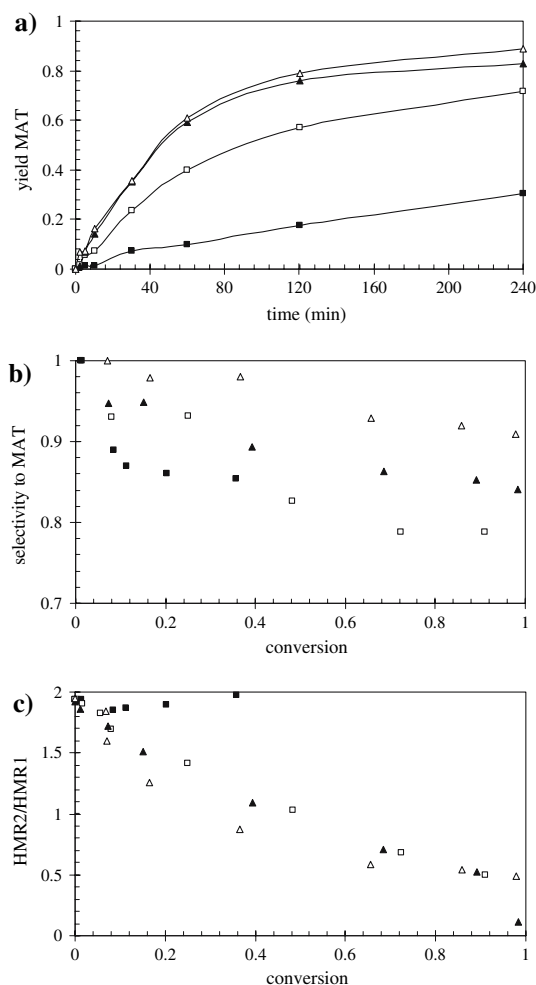 a)
1
0.8
0.6
0.4
0.2
0
yield MAT
0 40 80 120 160 200 240
time (min)
b)
1
0.9
0.8
0.7
selectivity to MAT
0 0.2 0.4 0.6 0.8 1
conversion
c)
2
1.5
1
0.5
0
HMR2/HMR1
0 0.2 0.4 0.6 0.8 1
conversion